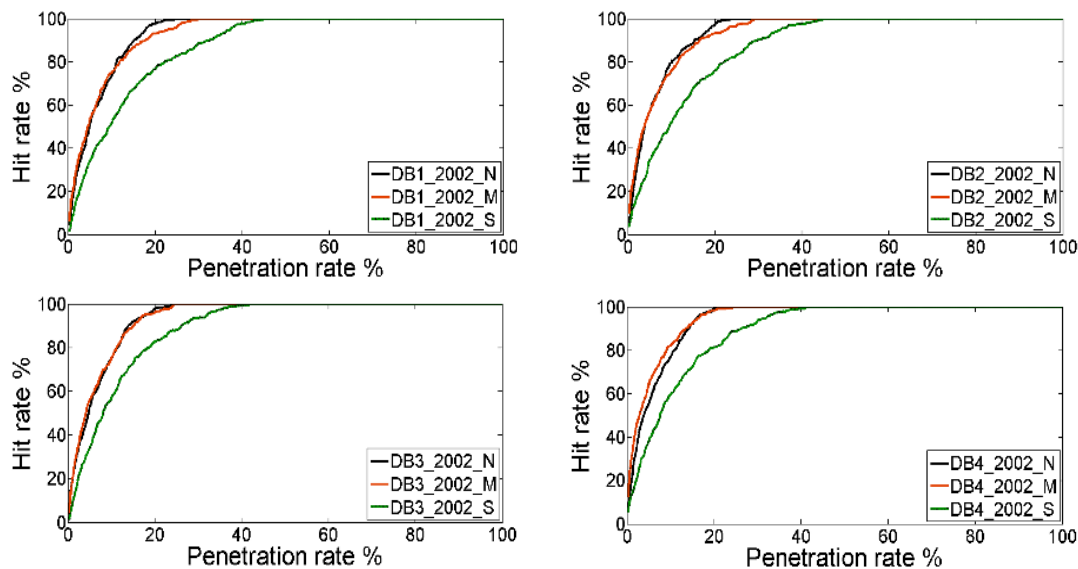 100
80
60
40
20
0
Hit rate %
DB1_2002_N
DB1_2002_M
DB1_2002_S
0 20 40 60 80 100
Penetration rate %
100
80
60
40
20
0
Hit rate %
DB2_2002_N
DB2_2002_M
DB2_2002_S
0 20 40 60 80 100
Penetration rate %
100
80
60
40
20
0
Hit rate %
DB3_2002_N
DB3_2002_M
DB3_2002_S
0 20 40 60 80 100
Penetration rate %
100
80
60
40
20
0
Hit rate %
DB4_2002_N
DB4_2002_M
DB4_2002_S
0 20 40 60 80 100
Penetration rate %